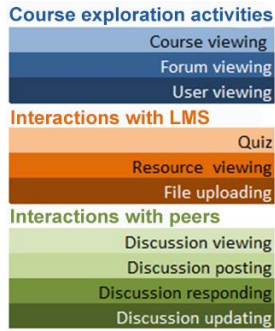 Course exploration activities
Course viewing
Forum viewing
User viewing
Interactions with LMS
Quiz
Resource viewing
File uploading
Interactions with peers
Discussion viewing
Discussion posting
Discussion responding
Discussion updating